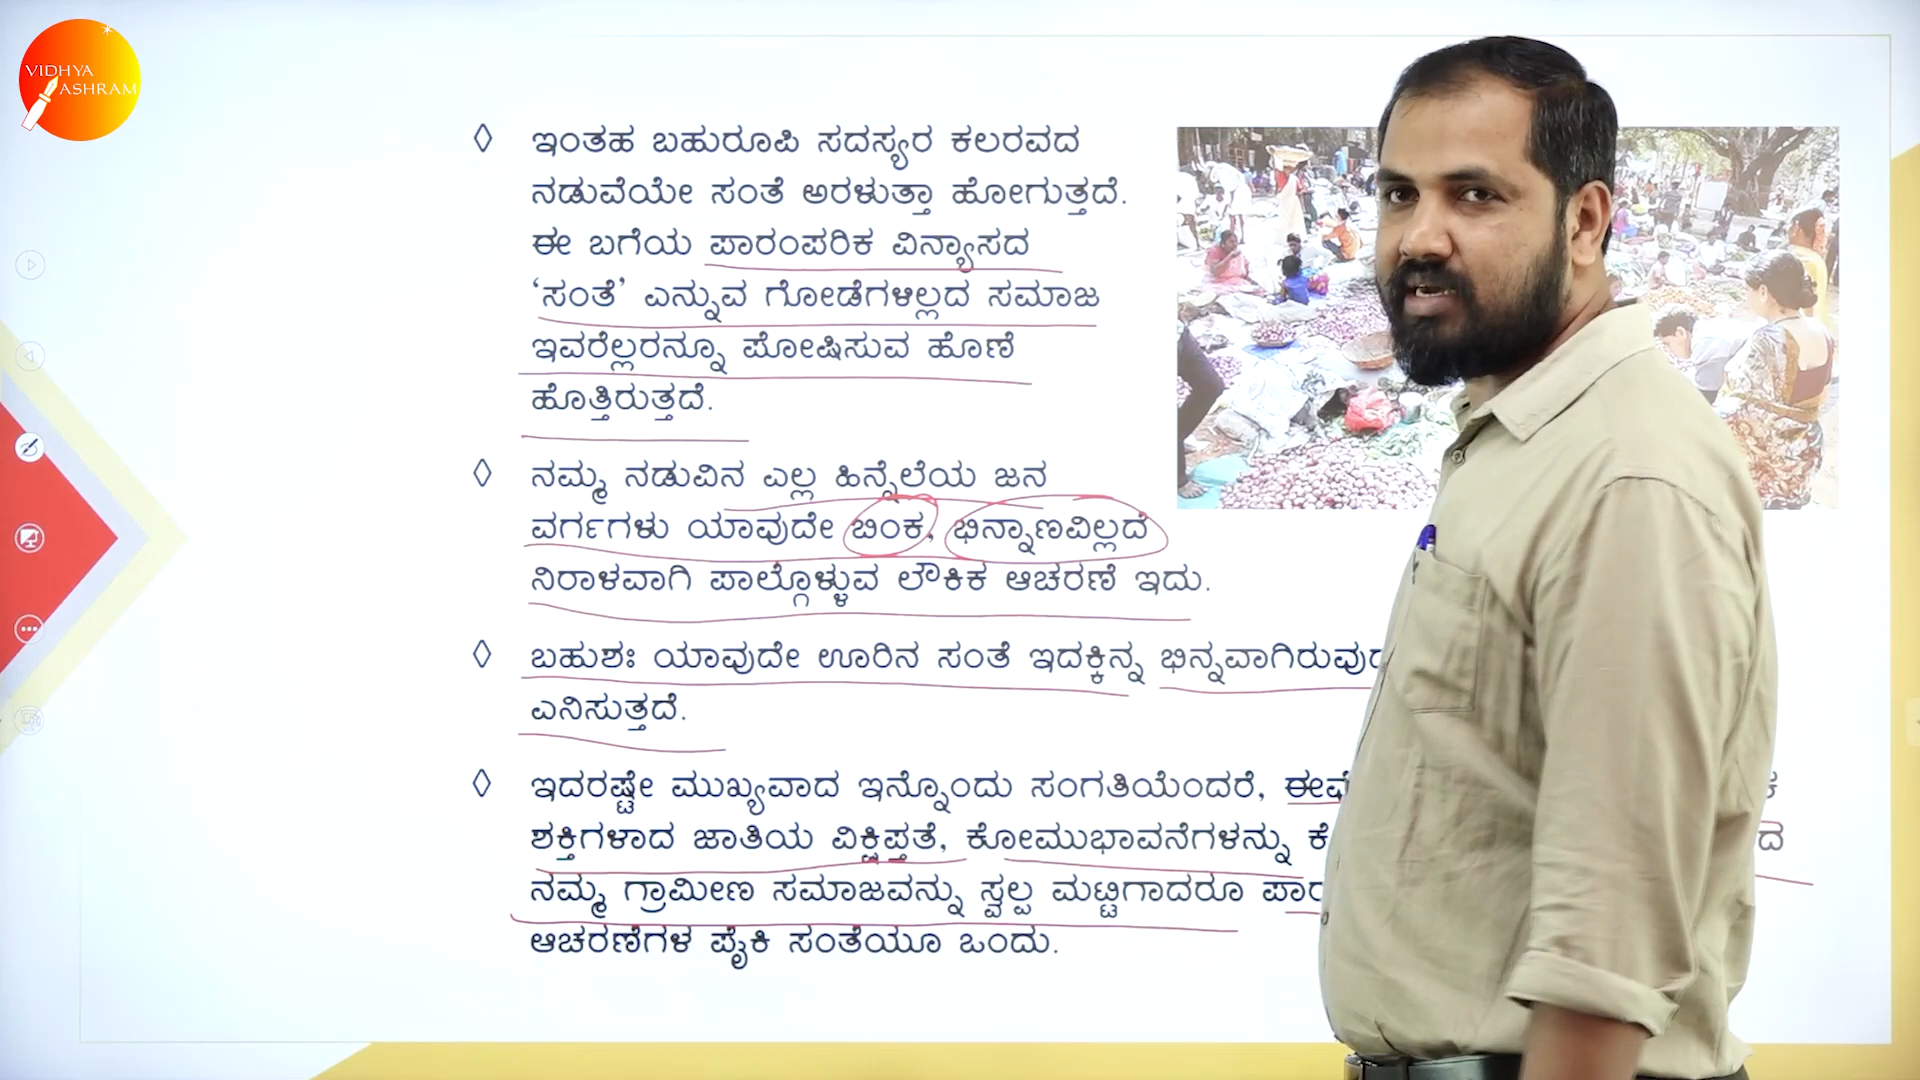 VIDHYA
ASHRAM
◊ ಇಂತಹ ಬಹುರೂಪಿ ಸದಸ್ಯರ ಕಲರವದ
ನಡುವೆಯೇ ಸಂತೆ ಅರಳುತ್ತಾ ಹೋಗುತ್ತದೆ.
ಈ ಬಗೆಯ ಪಾರಂಪರಿಕ ವಿನ್ಯಾಸದ
‘ಸಂತೆ’ ಎನ್ನುವ ಗೋಡೆಗಳಿಲ್ಲದ ಸಮಾಜ
ಇವರೆಲ್ಲರನ್ನೂ ಪೋಷಿಸುವ ಹೊಣೆ
ಹೊತ್ತಿರುತ್ತದೆ.
◊ ನಮ್ಮ ನಡುವಿನ ಎಲ್ಲ ಹಿನ್ನೆಲೆಯ ಜನ
ವರ್ಗಗಳು ಯಾವುದೇ ಬಿಂಕ, ಭಿನ್ನಾಣವಿಲ್ಲದೆ
ನಿರಾಳವಾಗಿ ಪಾಲ್ಗೊಳ್ಳುವ ಲೌಕಿಕ ಆಚರಣೆ ಇದು.
◊ ಬಹುಶಃ ಯಾವುದೇ ಊರಿನ ಸಂತೆ ಇದಕ್ಕಿನ್ನ
ಎನಿಸುತ್ತದೆ.
◊ ಇದರಷ್ಟೇ ಮುಖ್ಯವಾದ ಇನ್ನೊಂದು ಸಂಗತಿಯೆಂದರೆ,
ಶಕ್ತಿಗಳಾದ ಜಾತಿಯ ವಿಕ್ಷಿಪ್ತತೆ, ಕೋಮುಭಾವನೆಗಳನ್ನು
ನಮ್ಮ ಗ್ರಾಮೀಣ ಸಮಾಜವನ್ನು ಸ್ವಲ್ಪ ಮಟ್ಟಿಗಾದರೂ
ಆಚರಣೆಗಳ ಪೈಕಿ ಸಂತೆಯೂ ಒಂದು.